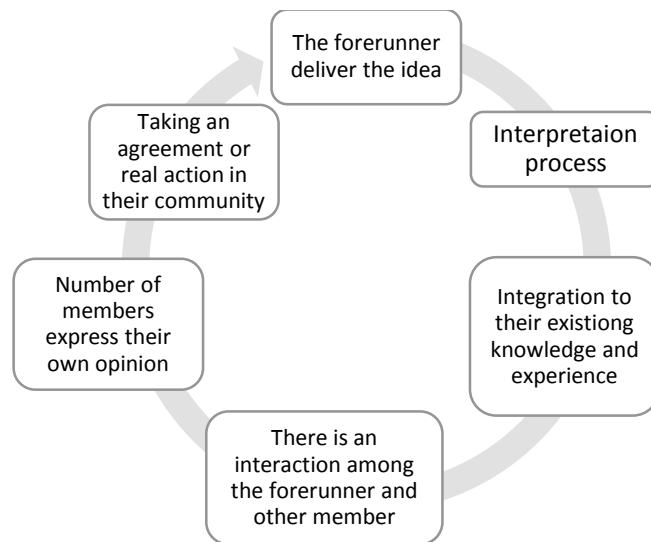 The forerunner
deliver the idea
Interpretaion
process
Integration to
their existiong
knowledge and
experience
There is an
interaction among
the forerunner and
other member
Number of
members
express their
own opinion
Taking an
agreement or
real action in
their community